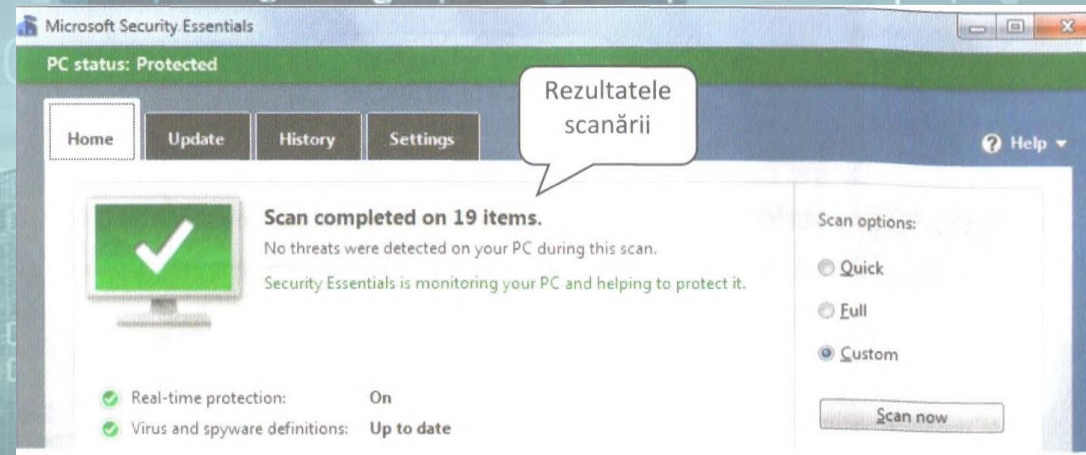 Microsoft Security Essentials
PC status: Protected
Rezultatele
scanării
Home
Update
History
Settings
Help
Scan completed on 19 items.
No threats were detected on your PC during this scan.
Security Essentials is monitoring your PC and helping to protect it.
Scan options:
Quick
Full
Custom
Real-time protection: On
Virus and spyware definitions: Up to date
Scan now